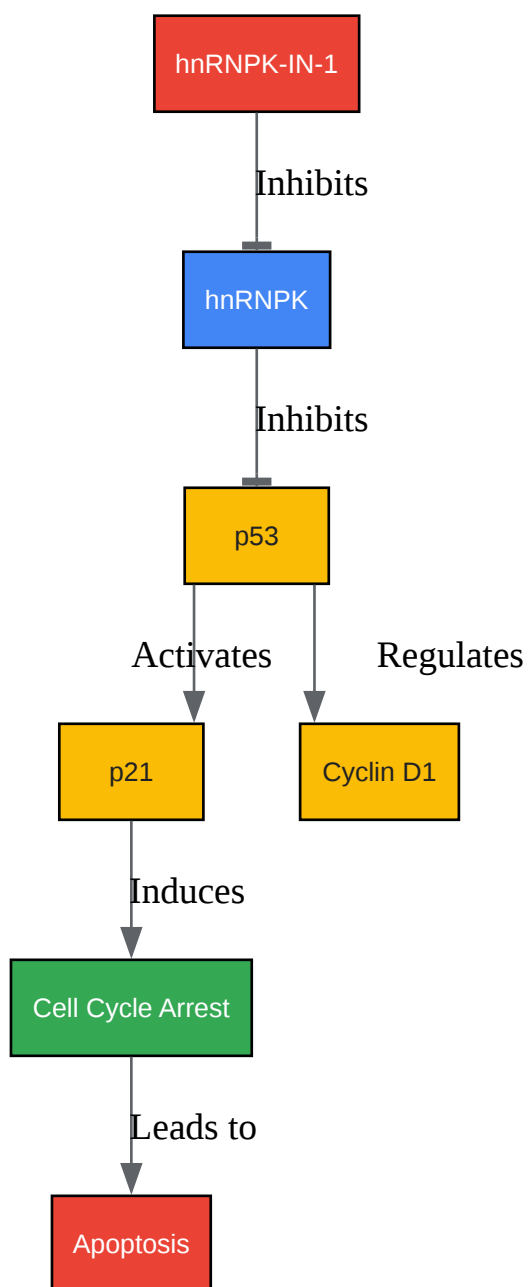 hnRNPK-IN-1
Inhibits
hnRNPK
Inhibits
p53
Activates
Regulates
p21
Cyclin D1
Induces
Cell Cycle Arrest
Leads to
Apoptosis